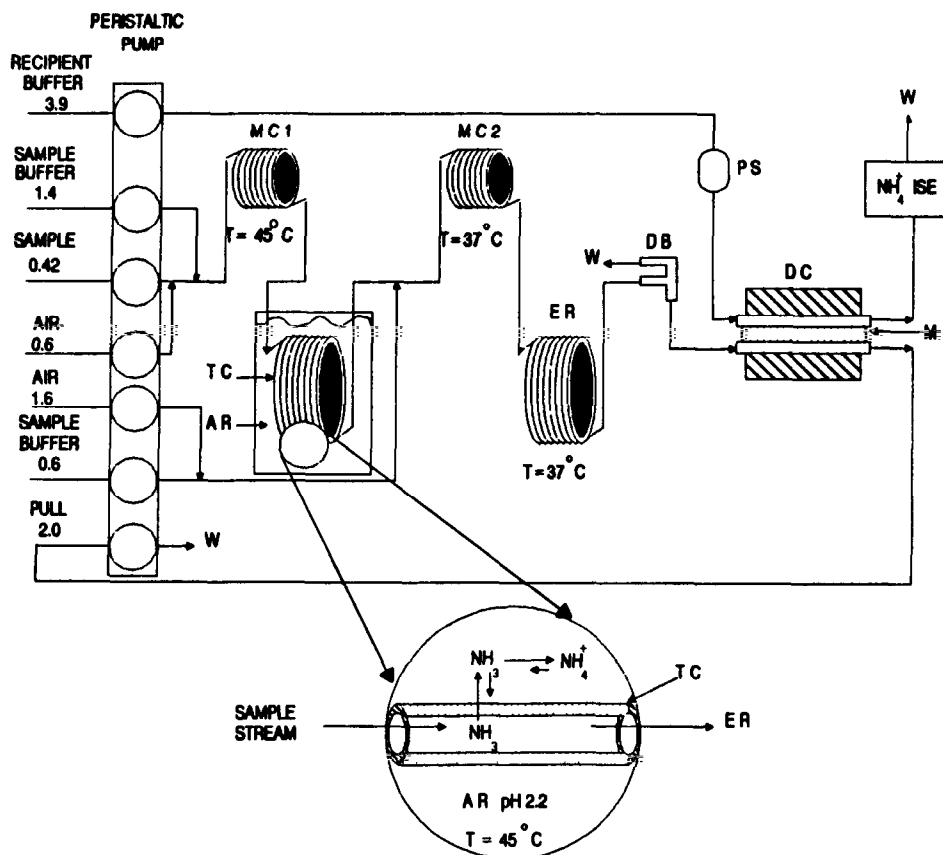 PERISTALTIC
PUMP
RECIPIENT
BUFFER
3.9
SAMPLE
BUFFER
1.4
SAMPLE
0.42
AIR
0.6
AIR
1.6
SAMPLE
BUFFER
0.6
PULL
2.0
W
MC1
T = 45°C
MC2
T = 37°C
TC
AR
ER
T = 37°C
W
DB
PS
W
NH₄⁺ ISE
DC
M
NH₃
NH₄⁺
TC
SAMPLE
STREAM
NH₃
ER
AR pH 2.2
T = 45°C